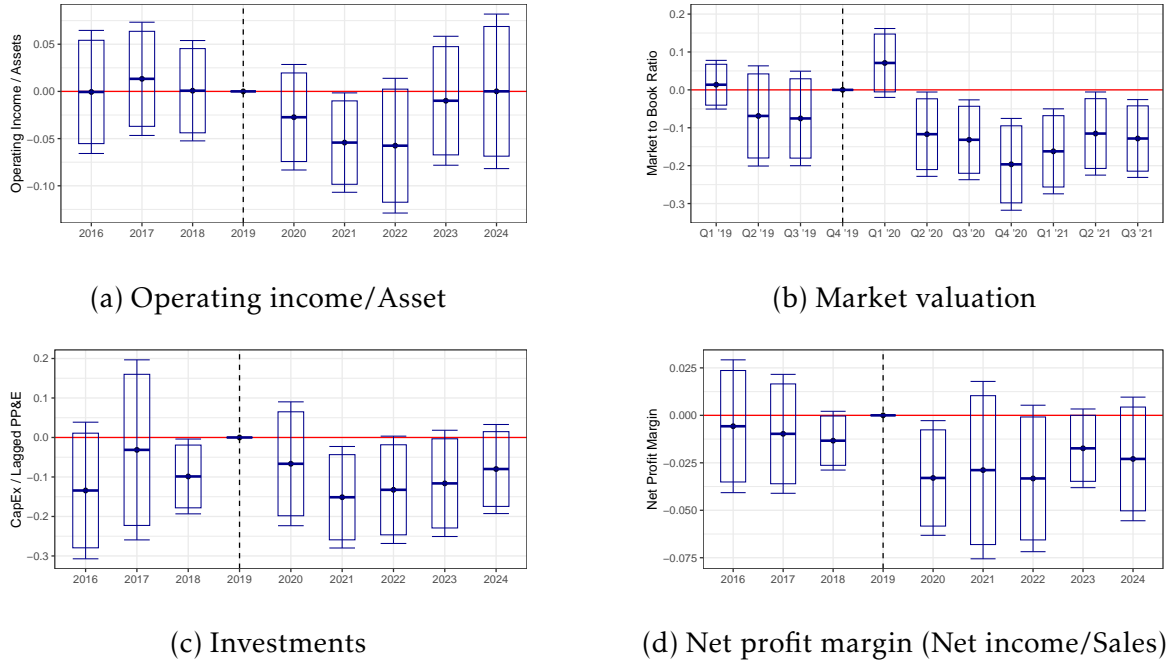 Operating Income / Assets
0.05
0.00
−0.05
−0.10
2016 2017 2018 2019 2020 2021 2022 2023 2024
(a) Operating income/Asset
Market to Book Ratio
0.2
0.1
0.0
−0.1
−0.2
−0.3
Q1 '19 Q2 '19 Q3 '19 Q4 '19 Q1 '20 Q2 '20 Q3 '20 Q4 '20 Q1 '21 Q2 '21 Q3 '21
(b) Market valuation
CapEx / Lagged PP&E
0.2
0.1
0.0
−0.1
−0.2
−0.3
2016 2017 2018 2019 2020 2021 2022 2023 2024
(c) Investments
Net Profit Margin
0.025
0.000
−0.025
−0.050
−0.075
2016 2017 2018 2019 2020 2021 2022 2023 2024
(d) Net profit margin (Net income/Sales)